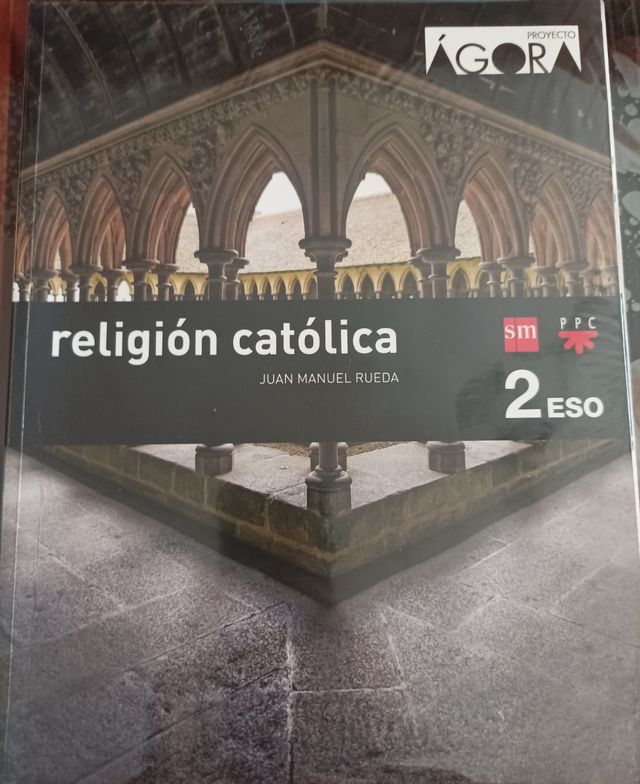 PROYECTO
ÁGORA
religión católica
JUAN MANUEL RUEDA
sm
PPC
2 ESO